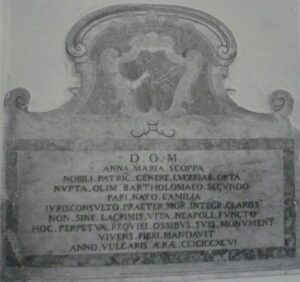 D . O . M
ANNA MARIA SCOPPA
NOBILI . PATRIC . GENERE . LVCERIAE . ORTA
NVPTA . OLIM . BARTHOLOMAEO . SECVNDO
PARI . NATO . FAMILIA
IVRISCONSVLTO . PRAETER . MOR . INTEGR . CLARISS
NON . SINE . LACRIMIS . VITA . NEAPOLI . FVNCTO
HOC . PERPETVAE . REQVIEI . OSSIBVS . SVIS . MONVMENT
VIVENS . FIERI . MANDAVIT
ANNO . VVLGARIS . AERAE